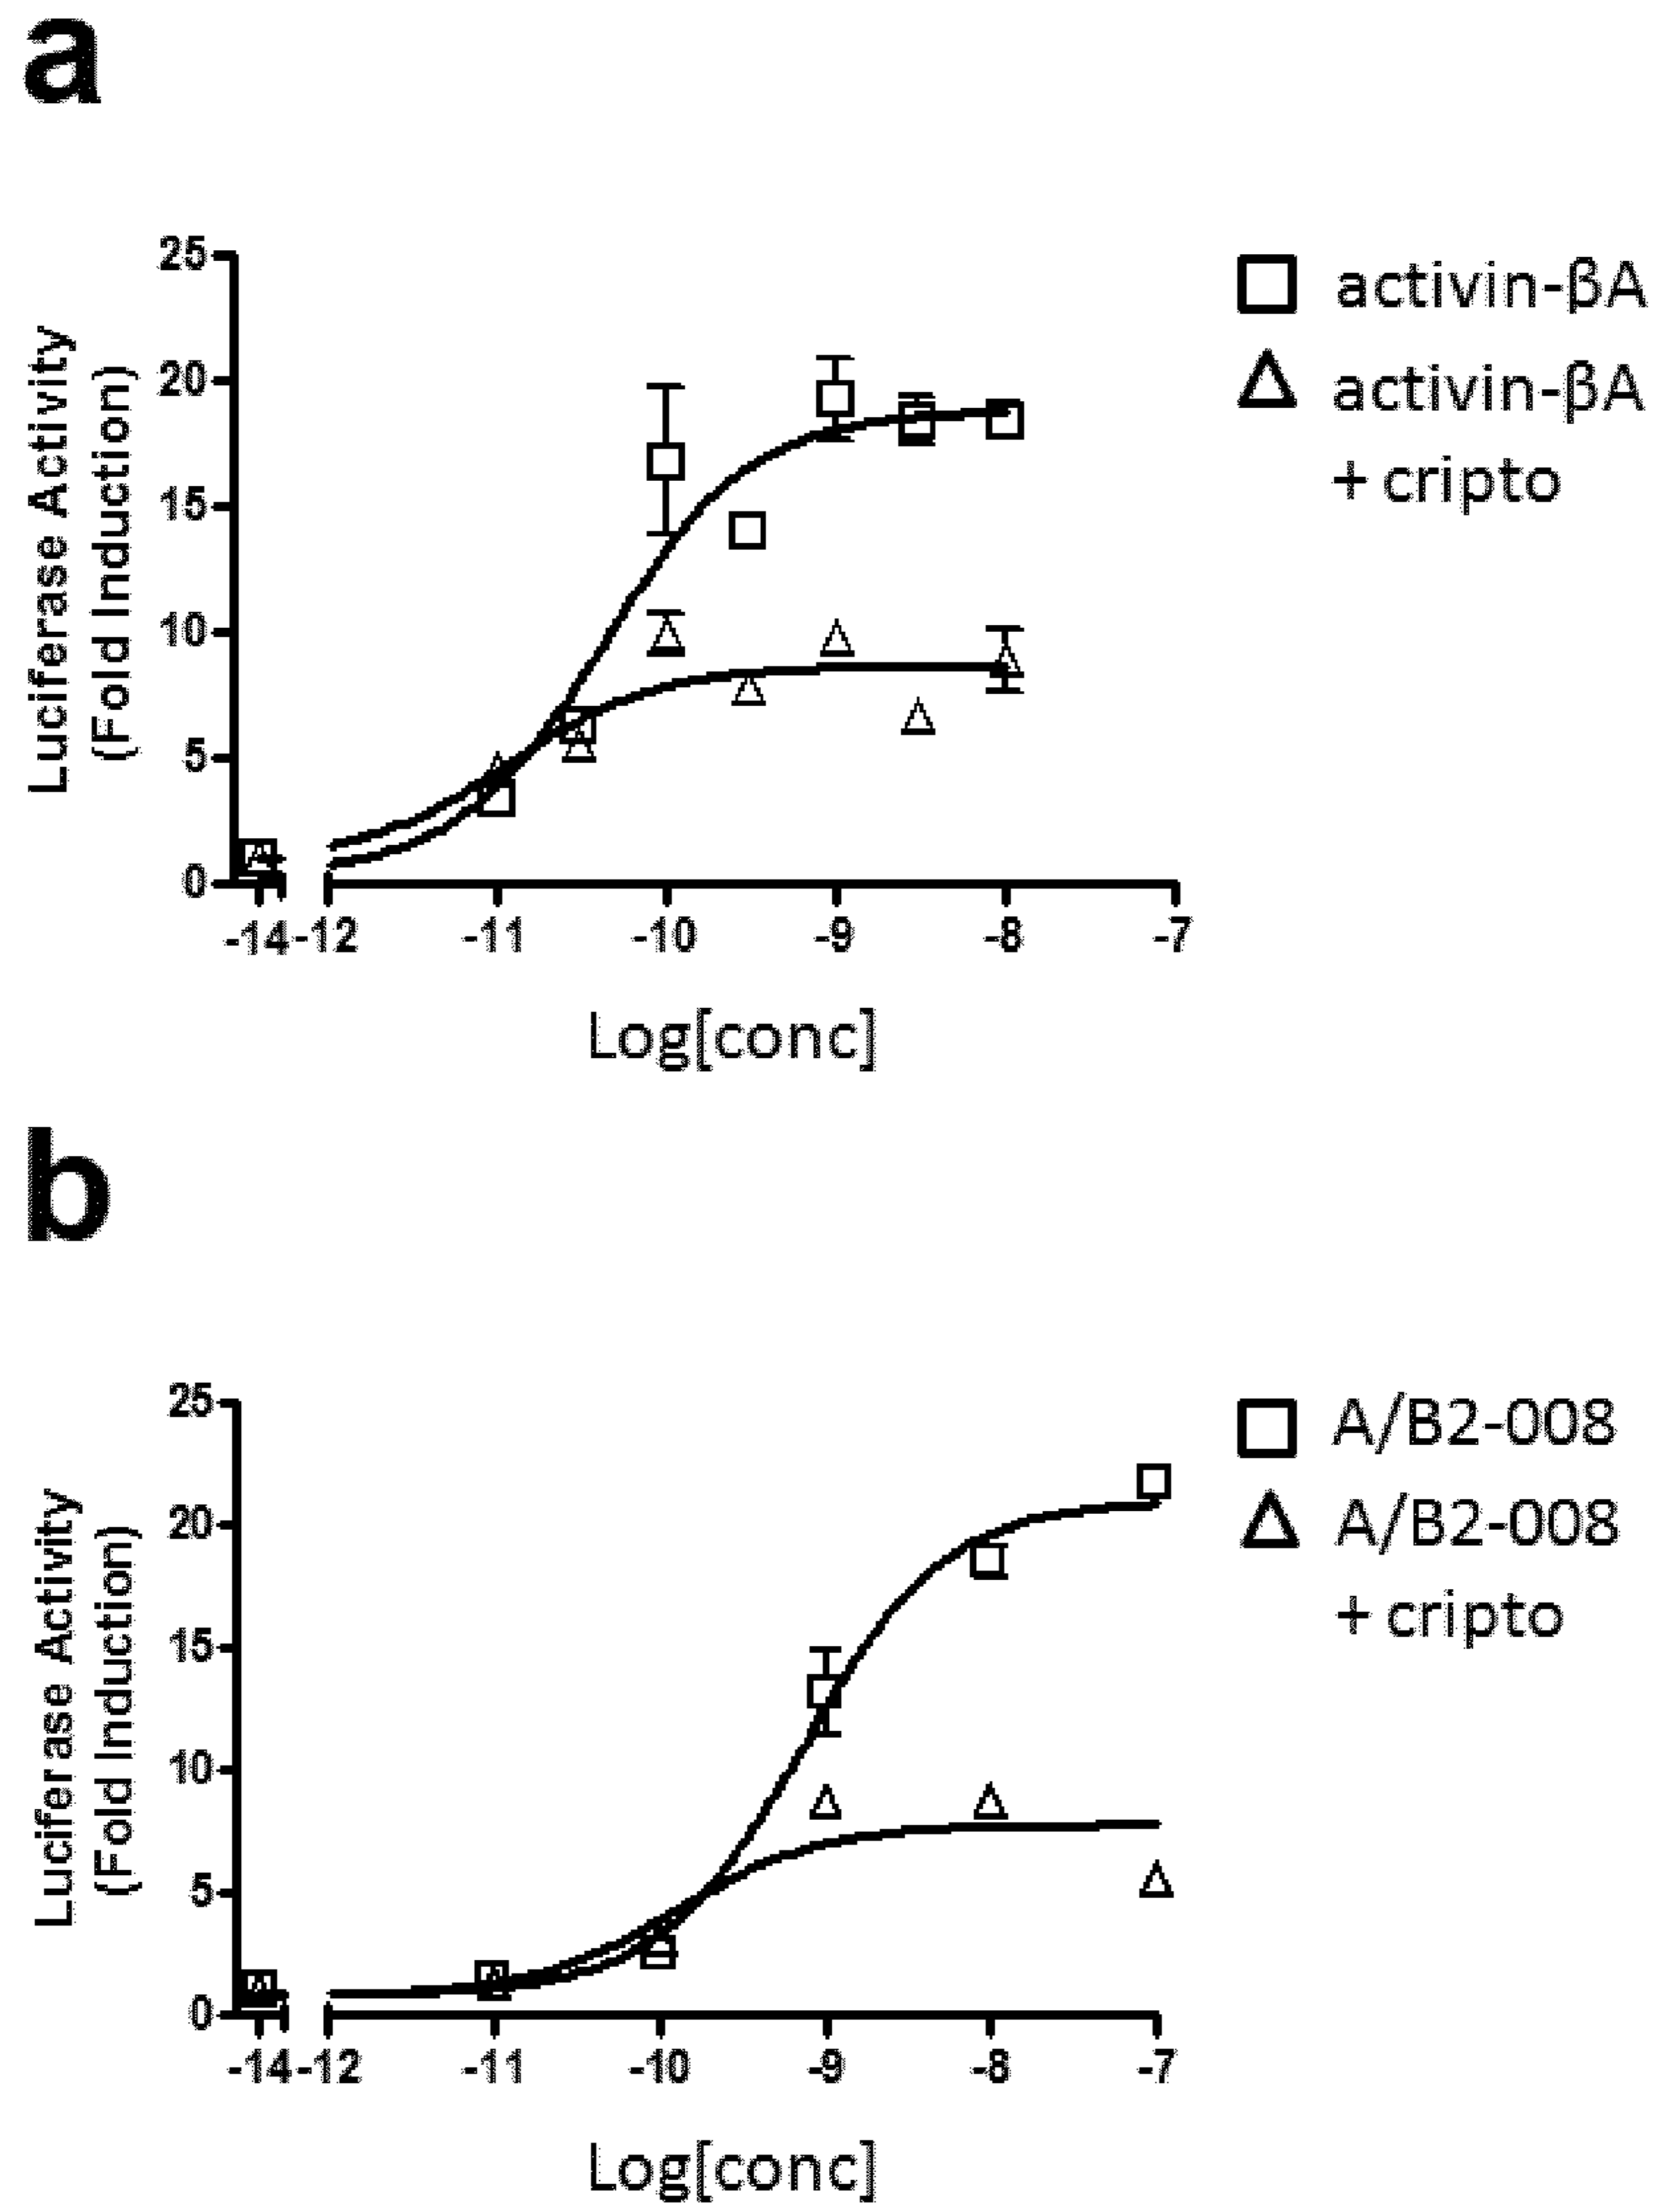 a
25
20
15
10
5
0
Luciferase Activity
(Fold Induction)
-14 -12 -11 -10 -9 -8 -7
Log[conc]
activin-βA
activin-βA
+ cripto
b
25
20
15
10
5
0
Luciferase Activity
(Fold Induction)
-14 -12 -11 -10 -9 -8 -7
Log[conc]
A/B2-008
A/B2-008
+ cripto